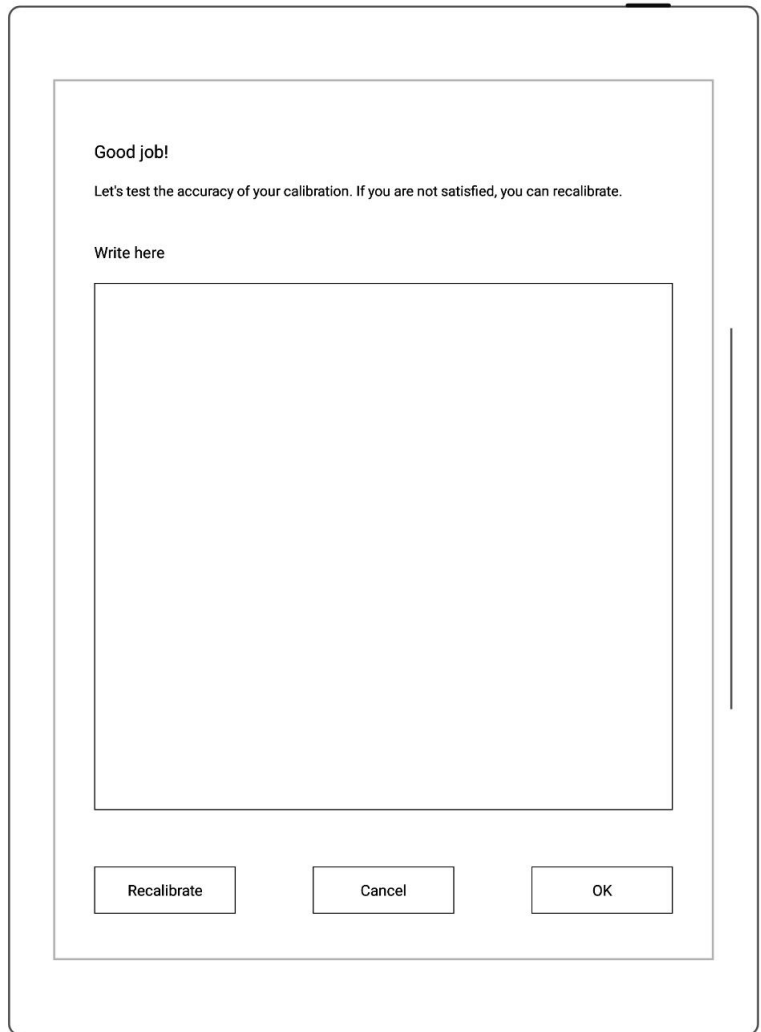 Good job!
Let's test the accuracy of your calibration. If you are not satisfied, you can recalibrate.
Write here
Recalibrate
Cancel
OK